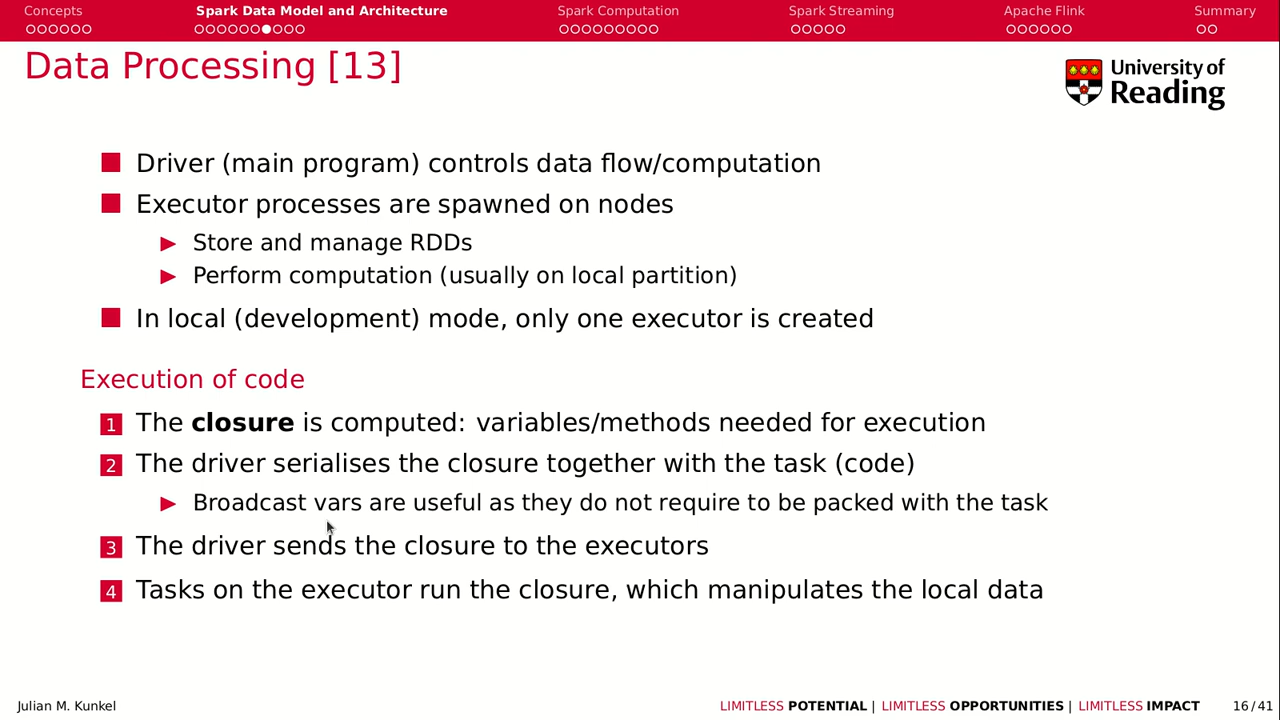 Concepts Spark Data Model and Architecture Spark Computation Spark Streaming Apache Flink Summary
Data Processing [13]
University of
Reading
Driver (main program) controls data flow/computation
Executor processes are spawned on nodes
Store and manage RDDs
Perform computation (usually on local partition)
In local (development) mode, only one executor is created
Execution of code
1 The closure is computed: variables/methods needed for execution
2 The driver serialises the closure together with the task (code)
Broadcast vars are useful as they do not require to be packed with the task
3 The driver sends the closure to the executors
4 Tasks on the executor run the closure, which manipulates the local data
Julian M. Kunkel LIMITLESS POTENTIAL | LIMITLESS OPPORTUNITIES | LIMITLESS IMPACT 16/41